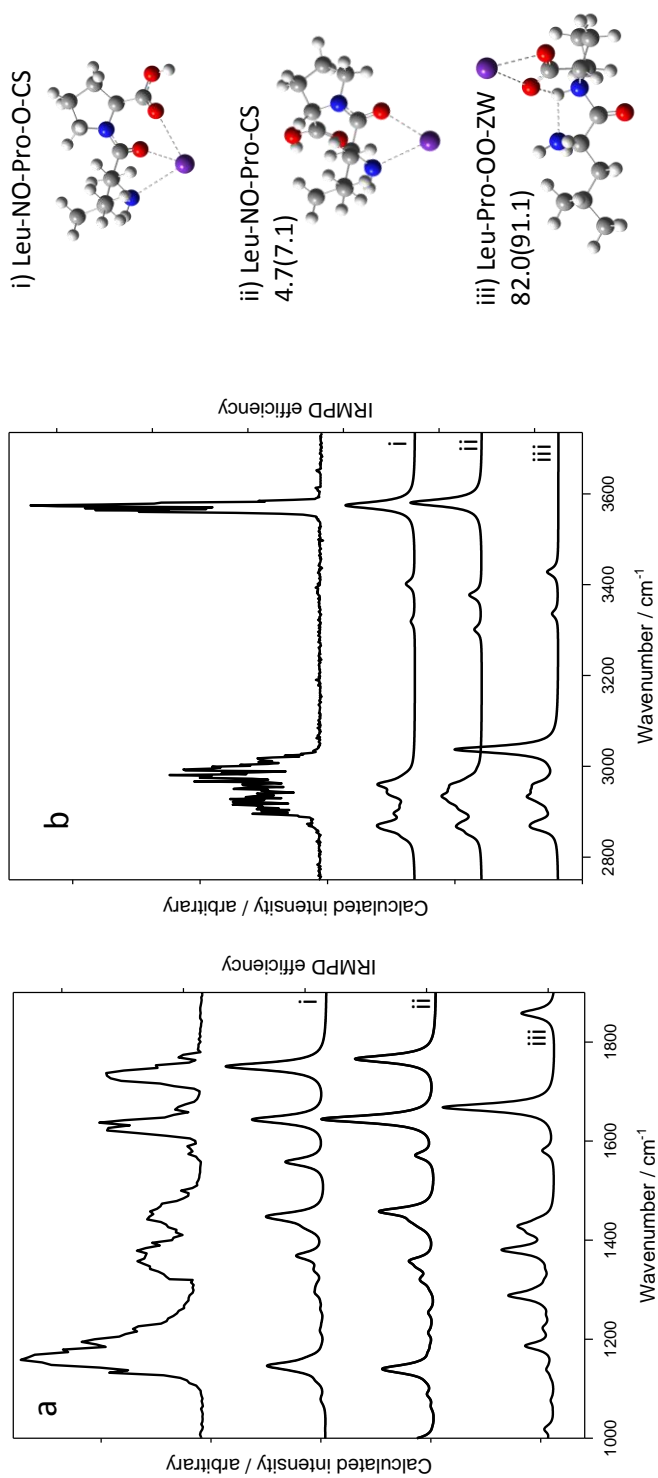 a
Calculated intensity / arbitrary
IRMPD efficiency
i
ii
iii
1000 1200 1400 1600 1800
Wavenumber / cm⁻¹
b
Calculated intensity / arbitrary
IRMPD efficiency
i
ii
iii
2800 3000 3200 3400 3600
Wavenumber / cm⁻¹
i) Leu-NO-Pro-O-CS
ii) Leu-NO-Pro-CS
4.7(7.1)
iii) Leu-Pro-OO-ZW
82.0(91.1)